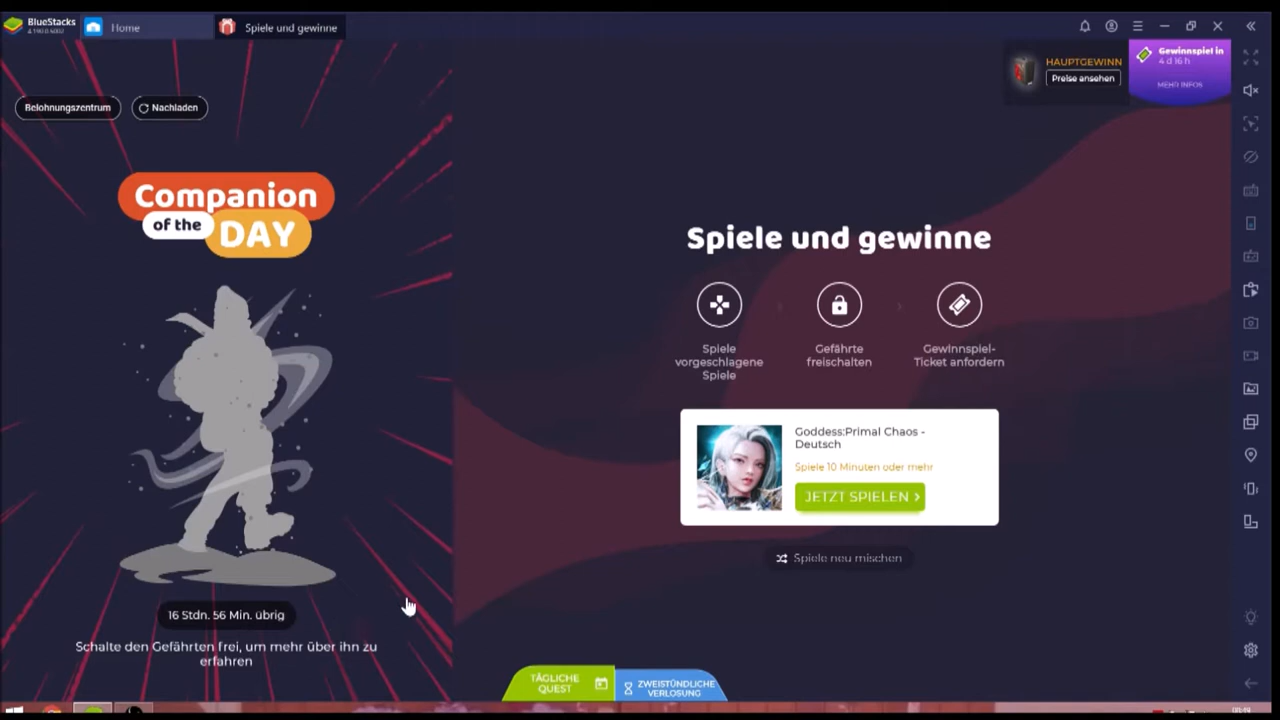 BlueStacks
Home
Spiele und gewinne
HAUPTGEWINN
Preise ansehen
Gewinnspiel in
4 d 16 h
MEHR INFOS
Belohnungszentrum
Nachladen
Companion
of the
DAY
Spiele und gewinne
Spiele
vorgeschlagene
Spiele
Gefährte
freischalten
Gewinnspiel-
Ticket anfordern
Goddess:Primal Chaos -
Deutsch
Spiele 10 Minuten oder mehr
JETZT SPIELEN
Spiele neu mischen
16 Stdn. 56 Min. übrig
Schalte den Gefährten frei, um mehr über ihn zu
erfahren
TÄGLICHE
QUEST
ZWEISTÜNDLICHE
VERLOSUNG